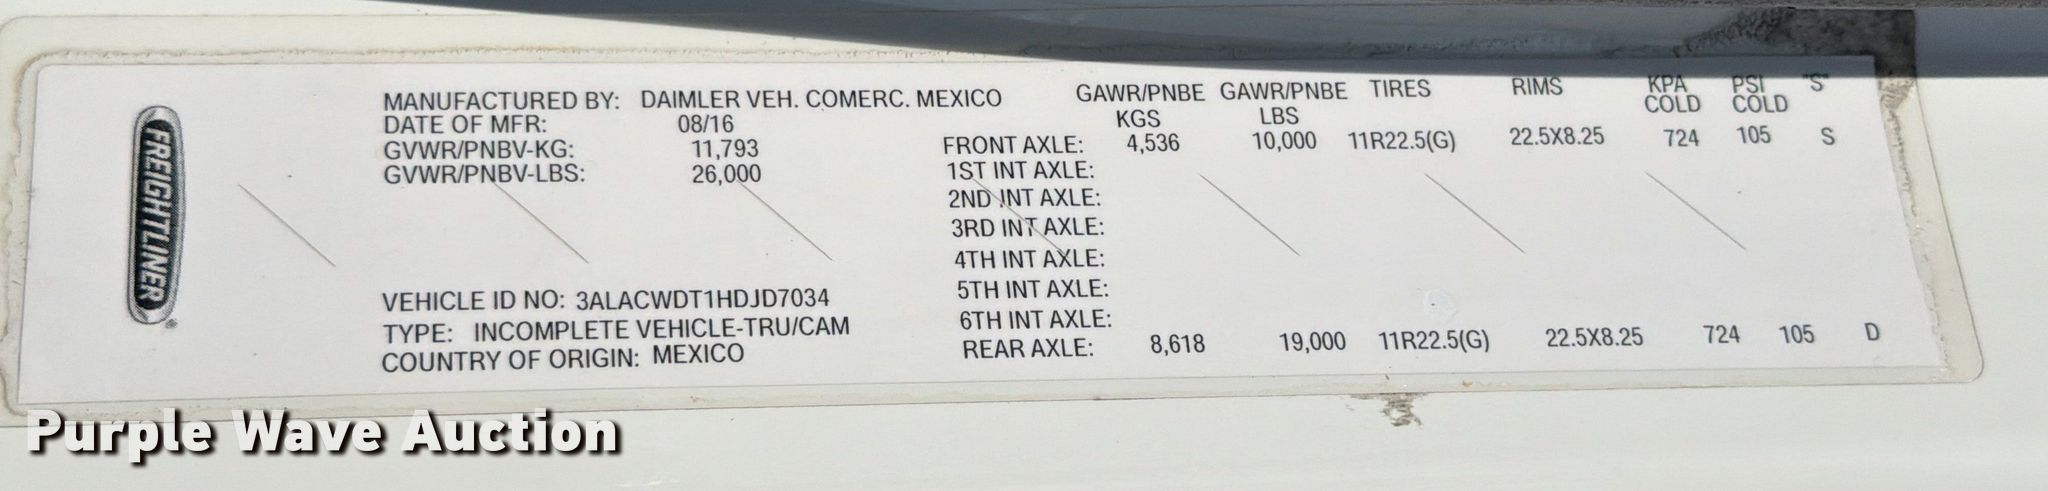 FREIGHTLINER
MANUFACTURED BY: DAIMLER VEH. COMERC. MEXICO
DATE OF MFR: 08/16
GVWR/PNBV-KG: 11,793
GVWR/PNBV-LBS: 26,000
VEHICLE ID NO: 3ALACWDT1HDJD7034
TYPE: INCOMPLETE VEHICLE-TRU/CAM
COUNTRY OF ORIGIN: MEXICO
GAWR/PNBE GAWR/PNBE TIRES RIMS KPA PSI "S"
KGS LBS COLD COLD
FRONT AXLE: 4,536 10,000 11R22.5(G) 22.5X8.25 724 105 S
1ST INT AXLE:
2ND INT AXLE:
3RD INT AXLE:
4TH INT AXLE:
5TH INT AXLE:
6TH INT AXLE:
REAR AXLE: 8,618 19,000 11R22.5(G) 22.5X8.25 724 105 D
Purple Wave Auction